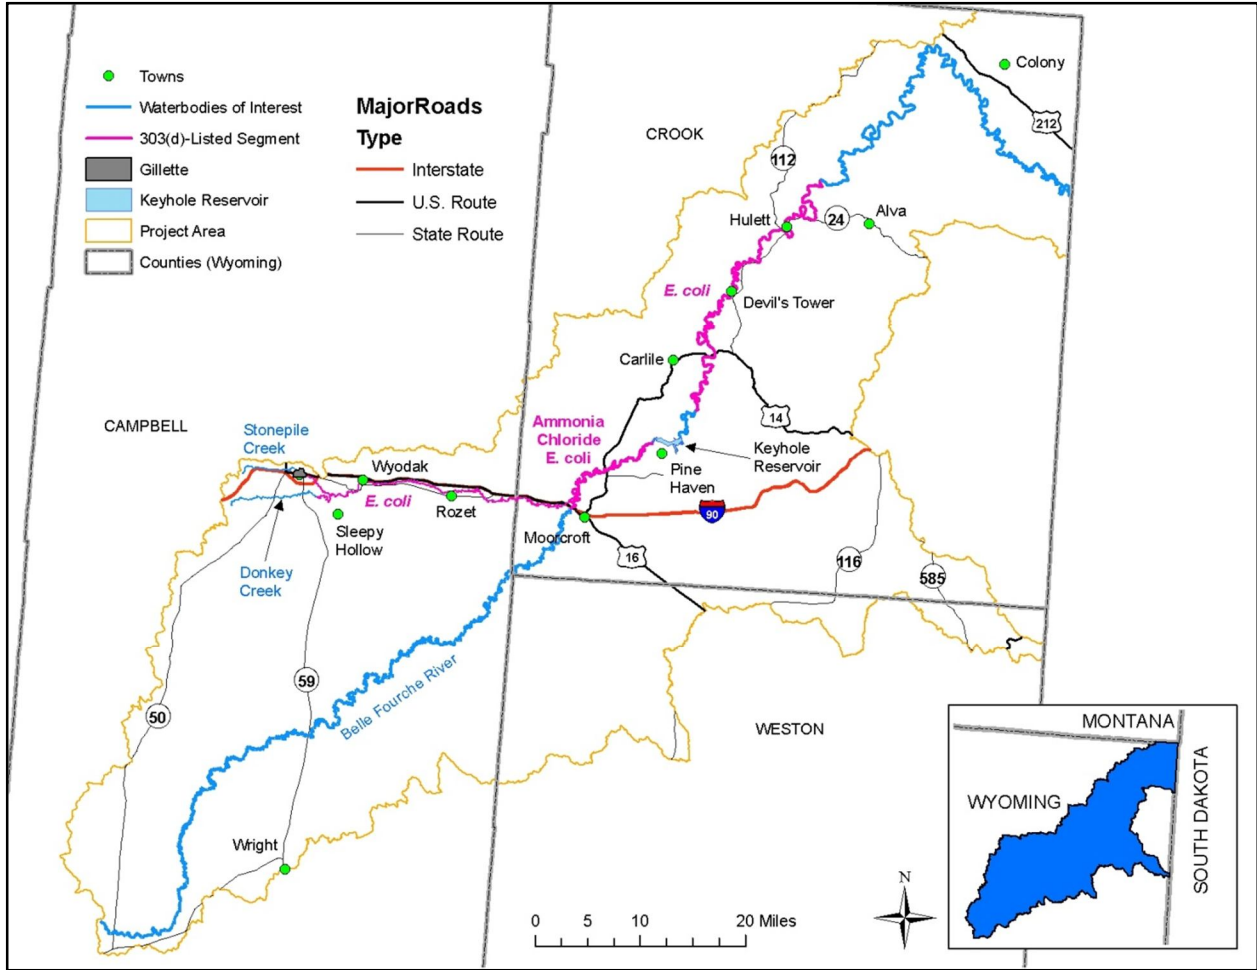 Towns
Waterbodies of Interest
303(d)-Listed Segment
Gillette
Keyhole Reservoir
Project Area
Counties (Wyoming)
MajorRoads
Type
Interstate
U.S. Route
State Route
Colony
212
CROOK
112
Hulett
24
Alva
E. coli
Devil's Tower
Carlile
14
Ammonia
Chloride
E. coli
Keyhole
Reservoir
Pine
Haven
CAMPBELL
Stonepile
Creek
Wyodak
E. coli
Rozet
Sleepy
Hollow
Donkey
Creek
Moorcroft
90
16
116
585
59
50
Belle Fourche River
WESTON
Wright
0 5 10 20 Miles
N
MONTANA
WYOMING
SOUTH DAKOTA